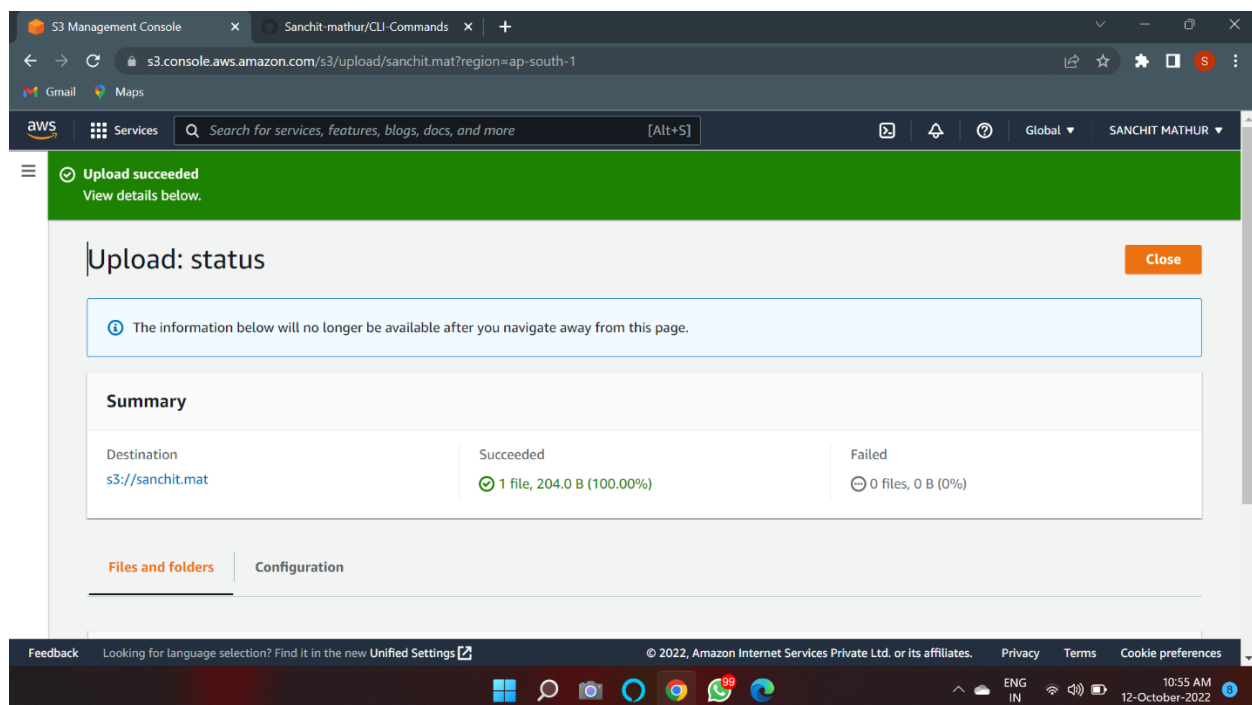 S3 Management Conso
Sanchit-mathur/CLI-Commands
s3.console.aws.amazon.com/s3/upload/sanchit.mat?region=ap-south-1
S
Gmail
Maps
aws
Services
Search for services, features, blogs, docs, and more
[Alt+S]
Global
SANCHIT MATHUR
Upload succeeded
View details below.
Upload: status
Close
The information below will no longer be available after you navigate away from this page.
Summary
Destination
s3://sanchit.mat
Succeeded
1 file, 204.0 B (100.00%)
Failed
0 files, 0 B (0%)
Files and folders
Configuration
Feedback
Looking for language selection? Find it in the new Unified Settings
© 2022, Amazon Internet Services Private Ltd. or its affiliates.
Privacy
Terms
Cookie preferences
99
ENG
IN
10:55 AM
12-October-2022
8